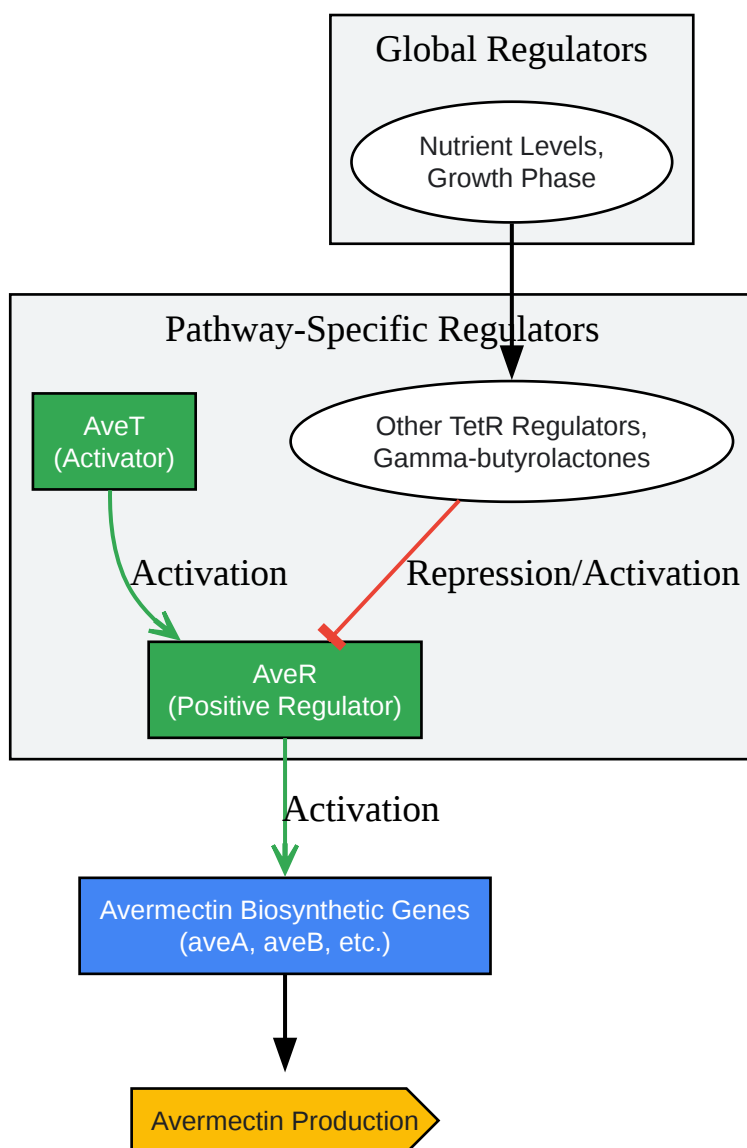 Global Regulators
Nutrient Levels,
Growth Phase
Pathway-Specific Regulators
AveT
(Activator)
Other TetR Regulators,
Gamma-butyrolactones
Activation
Repression/Activation
AveR
(Positive Regulator)
Activation
Avermectin Biosynthetic Genes
(aveA, aveB, etc.)
Avermectin Production